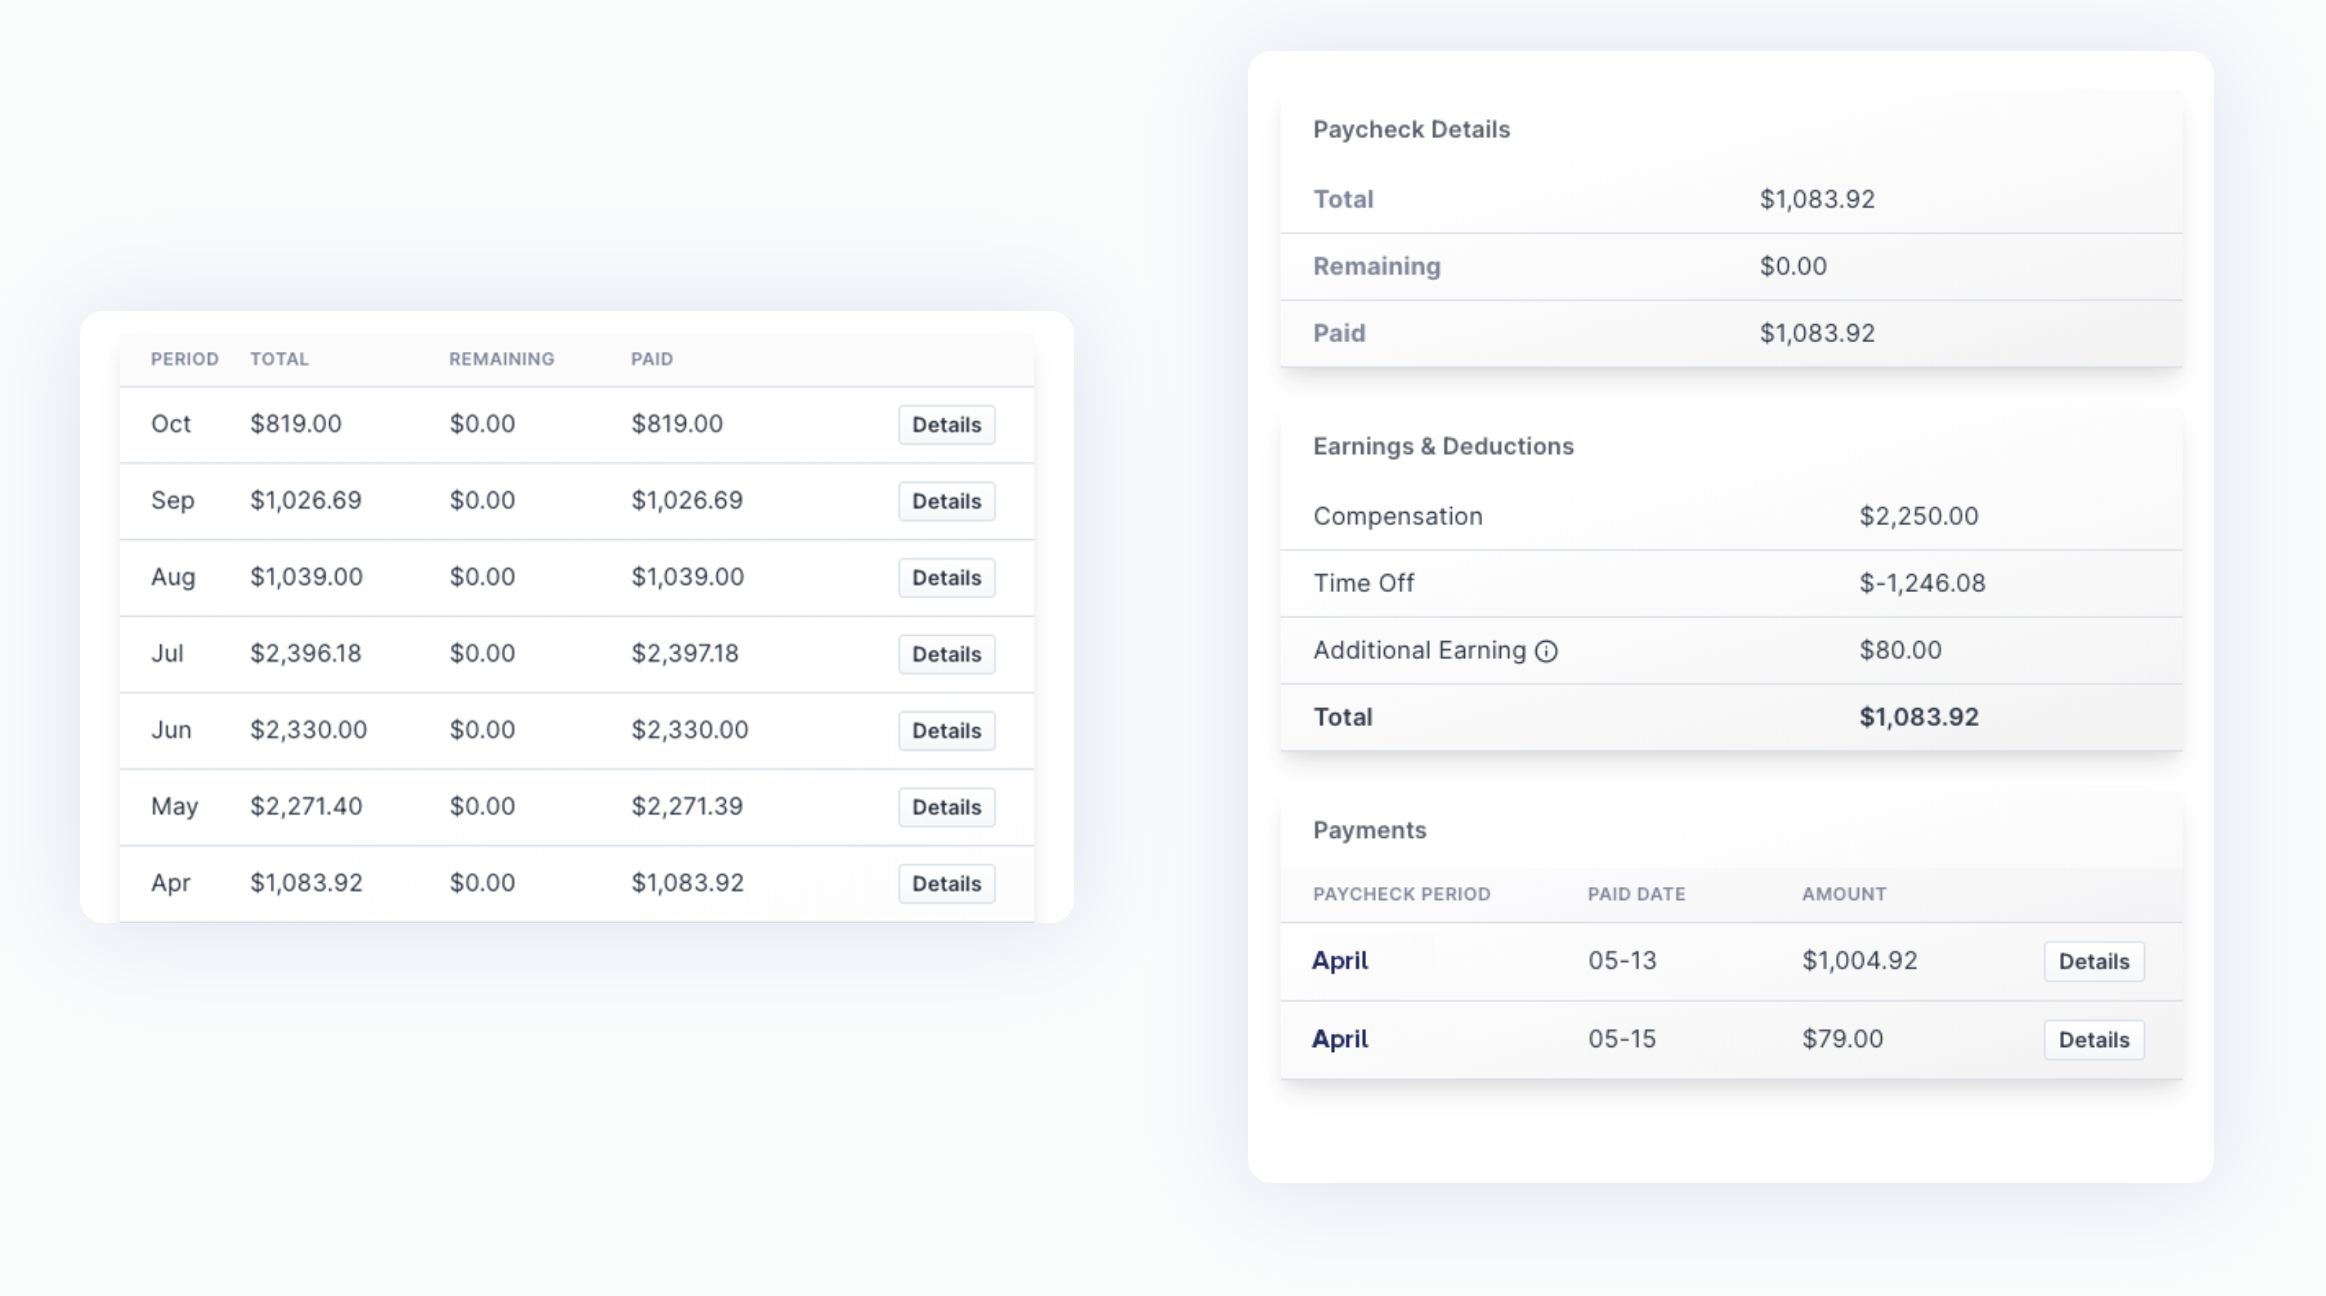 PERIOD TOTAL REMAINING PAID
Oct $819.00 $0.00 $819.00 Details
Sep $1,026.69 $0.00 $1,026.69 Details
Aug $1,039.00 $0.00 $1,039.00 Details
Jul $2,396.18 $0.00 $2,397.18 Details
Jun $2,330.00 $0.00 $2,330.00 Details
May $2,271.40 $0.00 $2,271.39 Details
Apr $1,083.92 $0.00 $1,083.92 Details
Paycheck Details
Total $1,083.92
Remaining $0.00
Paid $1,083.92
Earnings & Deductions
Compensation $2,250.00
Time Off $-1,246.08
Additional Earning $80.00
Total $1,083.92
Payments
PAYCHECK PERIOD PAID DATE AMOUNT
April 05-13 $1,004.92 Details
April 05-15 $79.00 Details